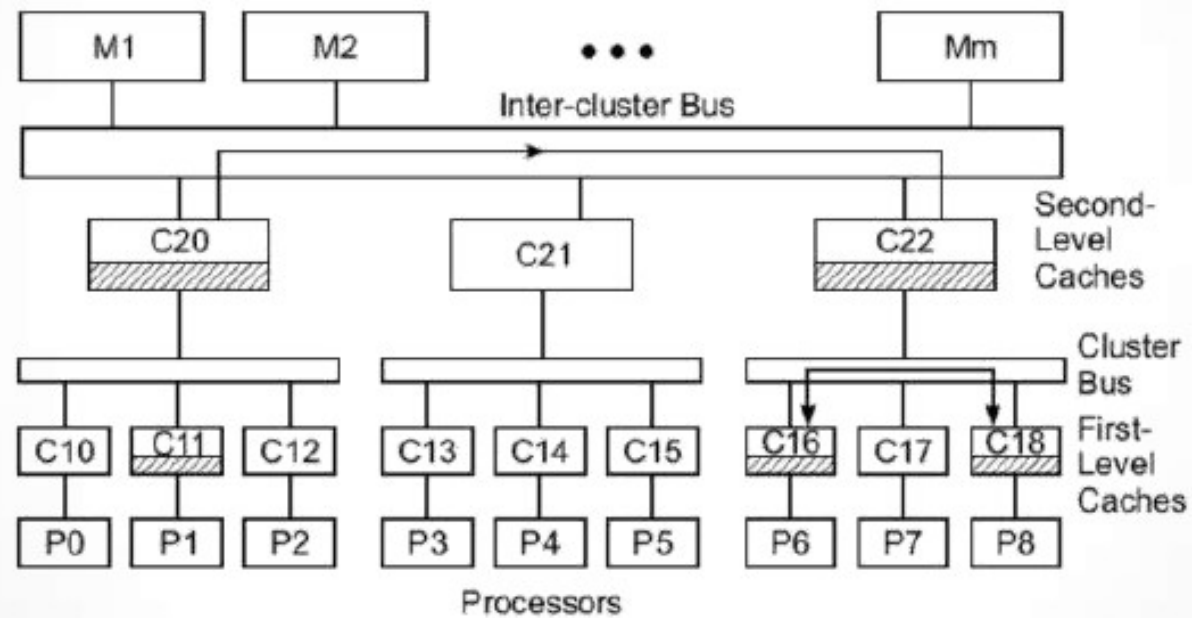 M1 M2 ••• Mm
Inter-cluster Bus
C20 C21 C22
Second-
Level
Caches
Cluster
Bus
C10 C11 C12 C13 C14 C15 C16 C17 C18
First-
Level
Caches
P0 P1 P2 P3 P4 P5 P6 P7 P8
Processors